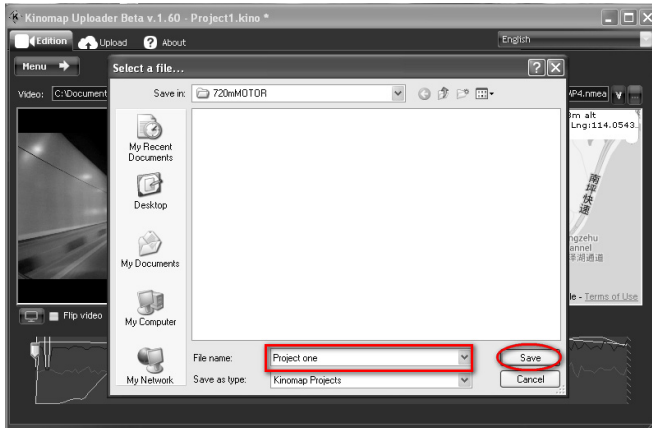 Kinomap Uploader Beta v.1.60 - Project1.kino *
Edition
Upload
? About
English
Menu
Select a file...
Video: C:\Document
Save in: 720mMOTOR
MP4.nmea
v
m alt
Lng:114.0543
My Recent Documents
Desktop
My Documents
My Computer
My Network
南坪快速
ngzehu
annel
泽湖通道
le - Terms of Use
Flip video
File name: Project one
Save
Save as type: Kinomap Projects
Cancel